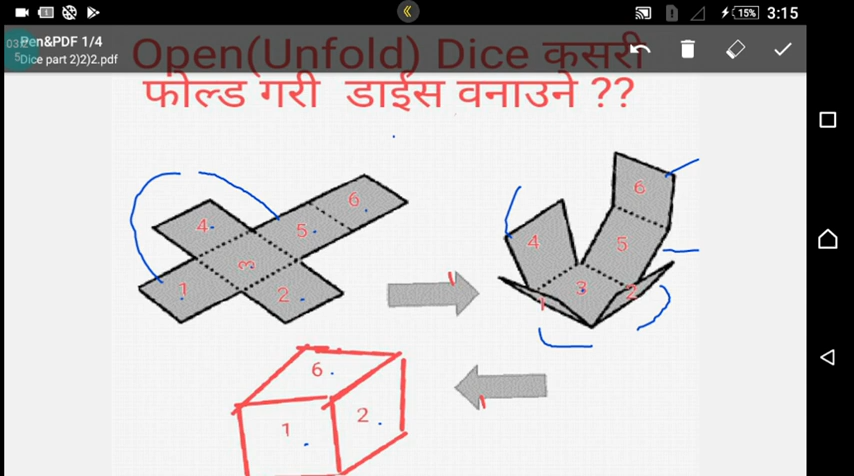 15% 3:15
Pen&PDF 1/4
Dice part 2)2)2.pdf
Open(Unfold) Dice कसरी
फोल्ड गरी डाईस वनाउने ??
4 5 6
1 3 2
6
4 5
1 3 2
6
1 2